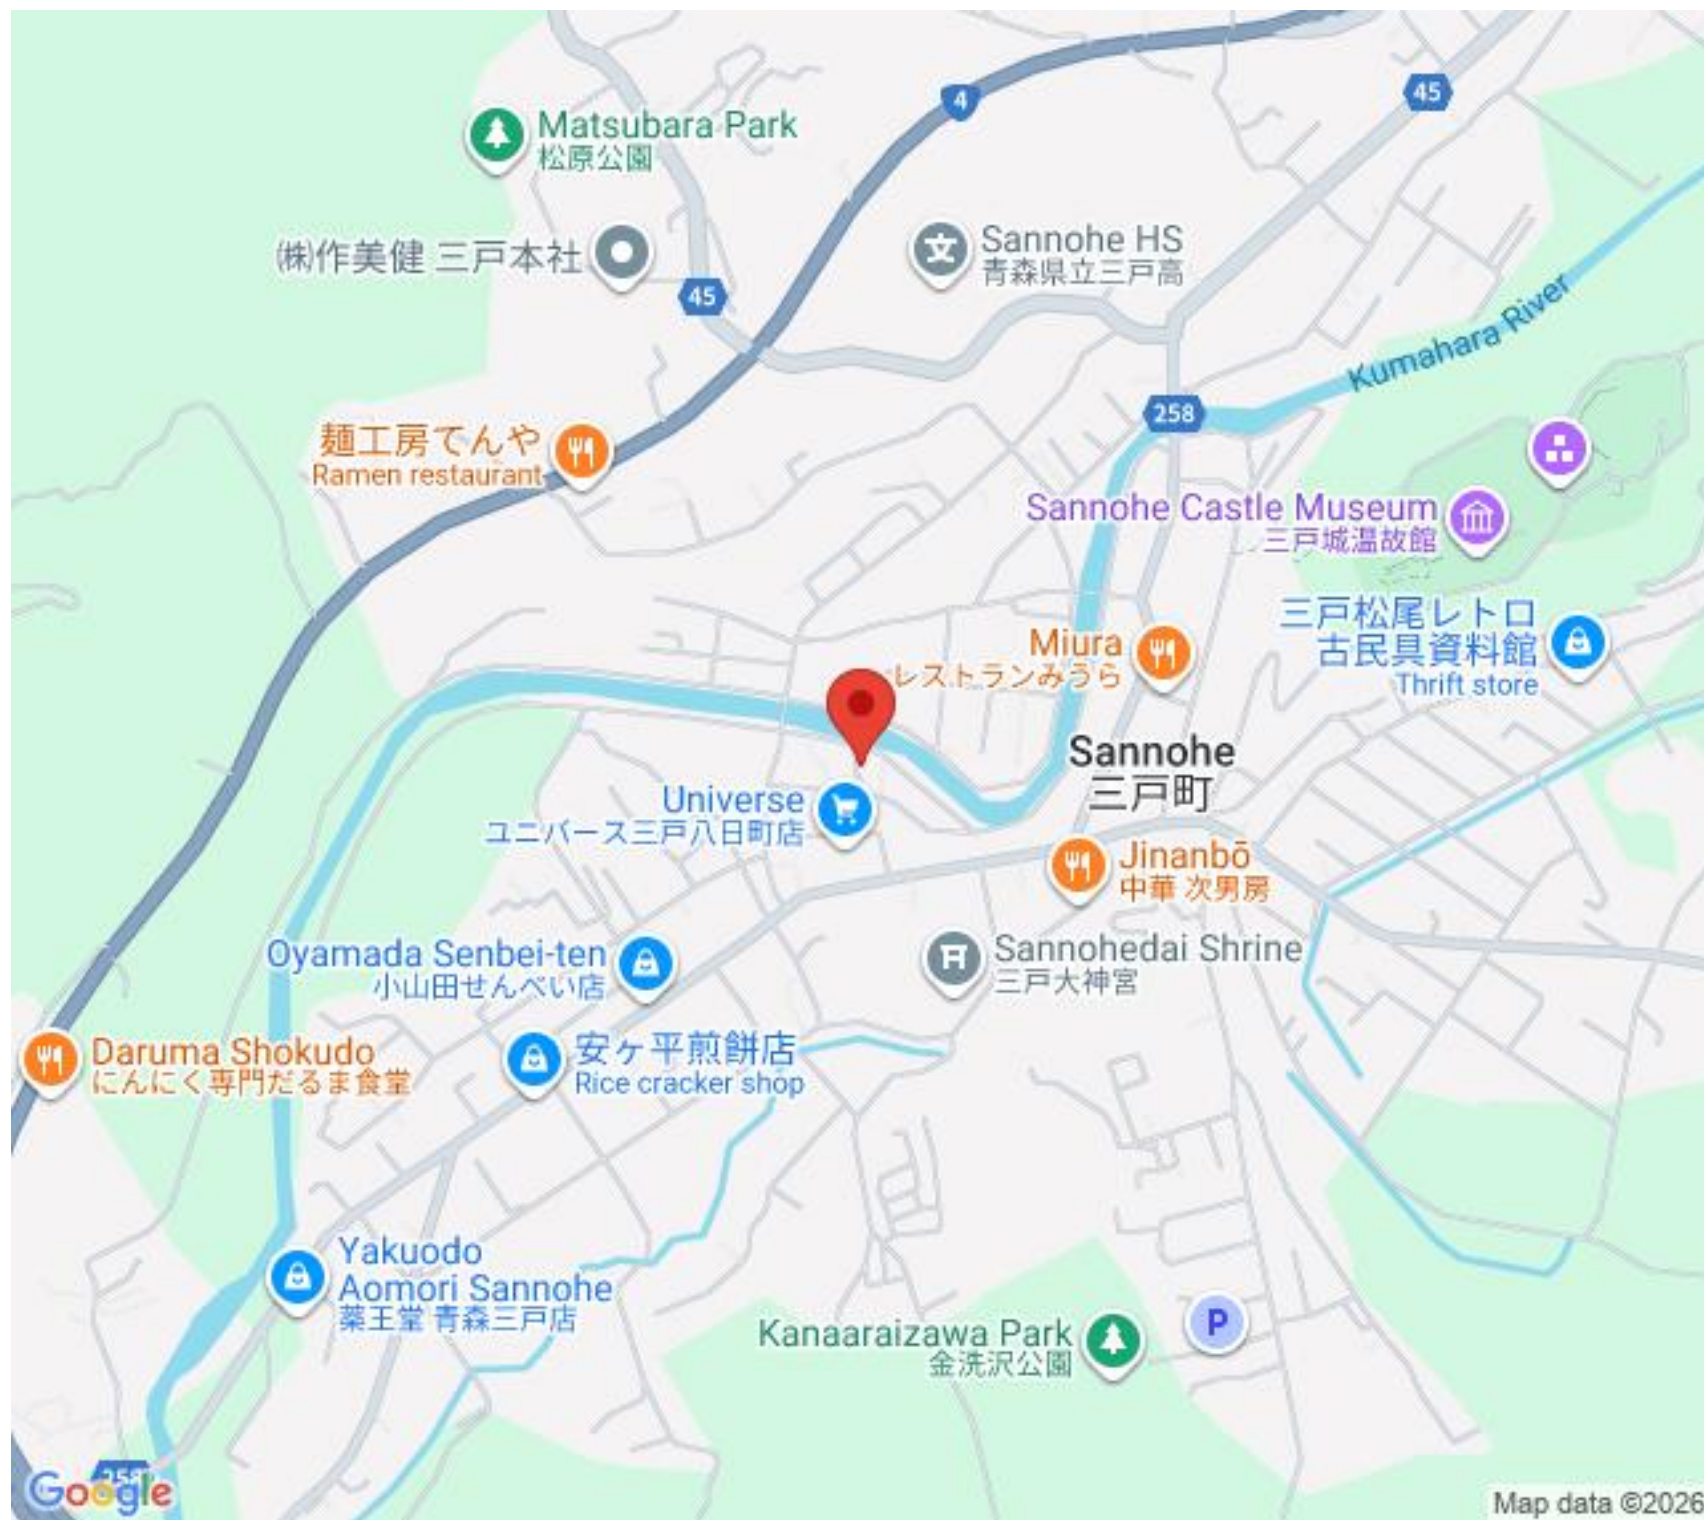 4
45
Matsubara Park
松原公園
Sannohe HS
青森県立三戸高
㈱作美健 三戸本社
45
Kumahara River
258
麺工房てんや
Ramen restaurant
Sannohe Castle Museum
三戸城温故館
三戸松尾レトロ
古民具資料館
Thrift store
Miura
レストランみうら
Sannohe
三戸町
Universe
ユニバース三戸八日町店
Jinanbō
中華 次男房
Oyamada Senbei-ten
小山田せんべい店
Sannohedai Shrine
三戸大神宮
Daruma Shokudo
にんにく専門だるま食堂
安ヶ平煎餅店
Rice cracker shop
Yakuodo
Aomori Sannohe
薬王堂 青森三戸店
Kanaaraizawa Park
金洗沢公園
P
258
Google
Map data ©2026